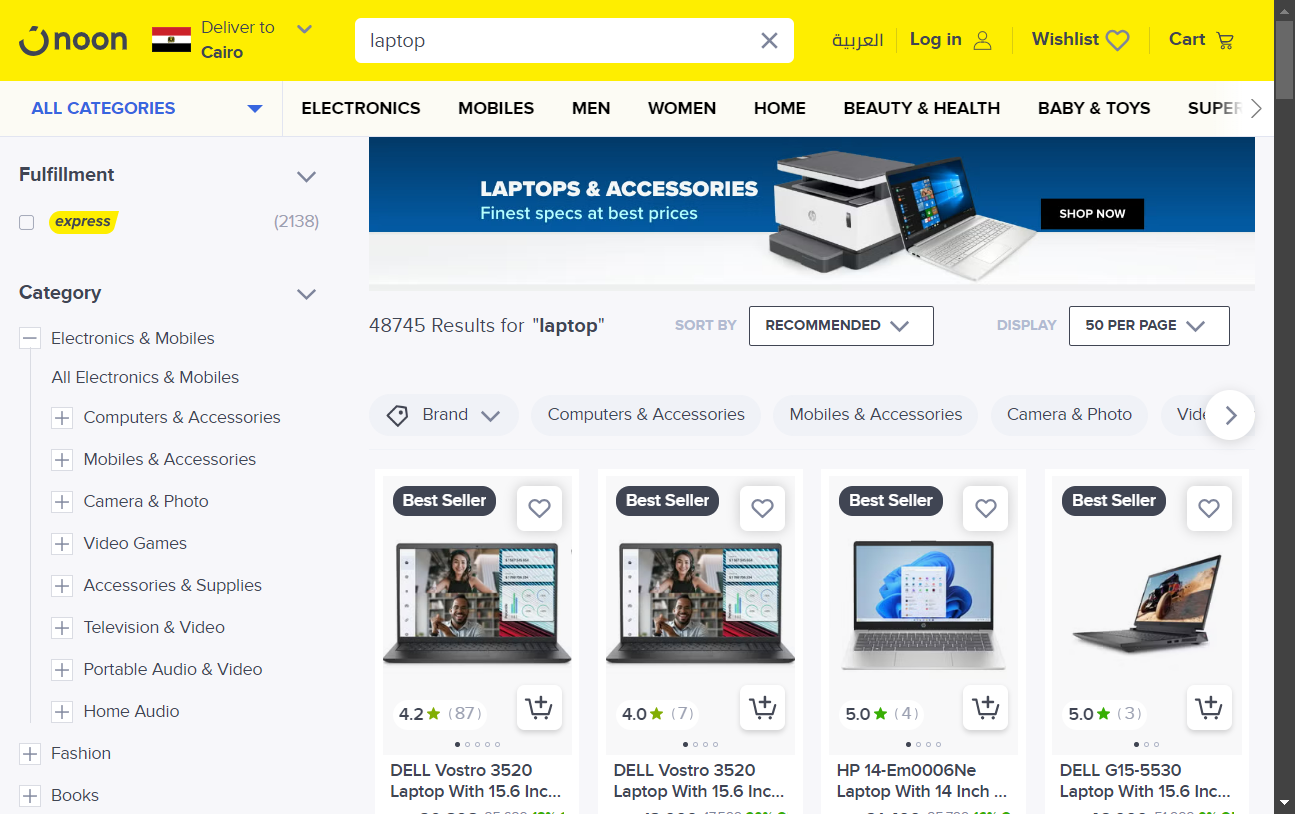 noon
Deliver to
Cairo
laptop
العربية
Log in
Wishlist
Cart
ALL CATEGORIES
ELECTRONICS
MOBILES
MEN
WOMEN
HOME
BEAUTY & HEALTH
BABY & TOYS
SUPER
Fulfillment
express
(2138)
Category
Electronics & Mobiles
All Electronics & Mobiles
Computers & Accessories
Mobiles & Accessories
Camera & Photo
Video Games
Accessories & Supplies
Television & Video
Portable Audio & Video
Home Audio
Fashion
Books
LAPTOPS & ACCESSORIES
Finest specs at best prices
SHOP NOW
48745 Results for "laptop"
SORT BY
RECOMMENDED
DISPLAY
50 PER PAGE
Brand
Computers & Accessories
Mobiles & Accessories
Camera & Photo
Best Seller
4.2 (87)
DELL Vostro 3520
Laptop With 15.6 Inc...
Best Seller
4.0 (7)
DELL Vostro 3520
Laptop With 15.6 Inc...
Best Seller
5.0 (4)
HP 14-Em0006Ne
Laptop With 14 Inch ...
Best Seller
5.0 (3)
DELL G15-5530
Laptop With 15.6 Inc...